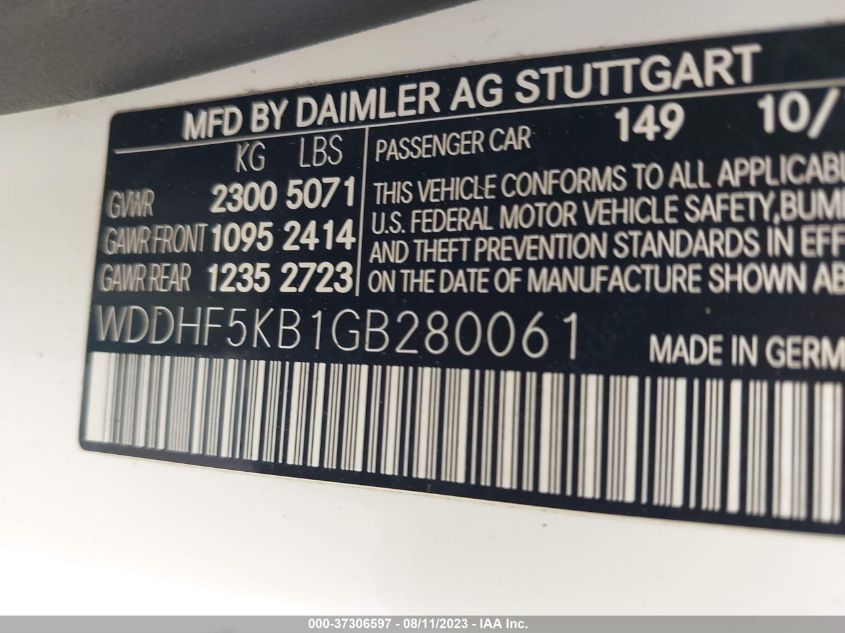 MFD BY DAIMLER AG STUTTGART
KG LBS
GVWR 2300 5071
GAWR FRONT 1095 2414
GAWR REAR 1235 2723
PASSENGER CAR 149 10/
THIS VEHICLE CONFORMS TO ALL APPLICABL
U.S. FEDERAL MOTOR VEHICLE SAFETY,BUM
AND THEFT PREVENTION STANDARDS IN EFF
ON THE DATE OF MANUFACTURE SHOWN AB
WDDHF5KB1GB280061
MADE IN GERM
000-37306597 - 08/11/2023 - IAA Inc.